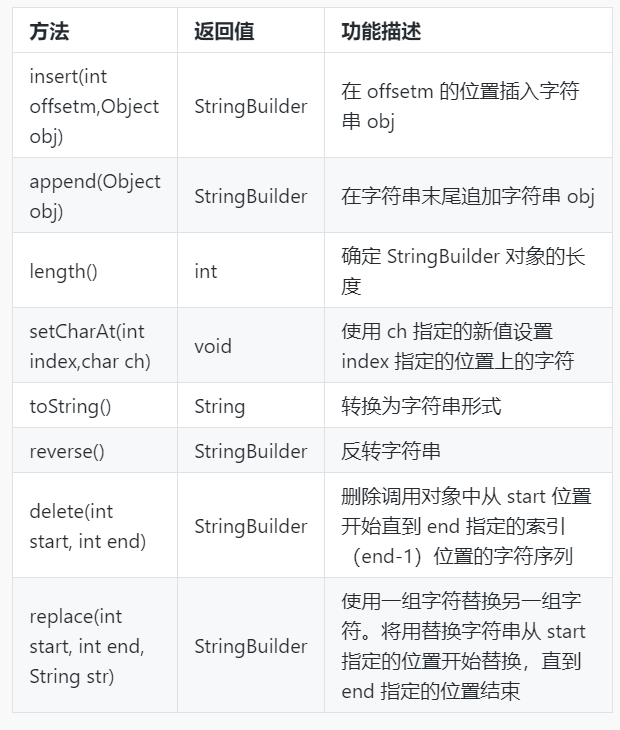 方法 返回值 功能描述
insert(int
offsetm,Object
obj)
StringBuilder
在 offsetm 的位置插入字符
串 obj
append(Object
obj)
StringBuilder
在字符串末尾追加字符串 obj
length()
int
确定 StringBuilder 对象的长
度
setCharAt(int
index,char ch)
void
使用 ch 指定的新值设置
index 指定的位置上的字符
toString() String 转换为字符串形式
reverse() StringBuilder 反转字符串
delete(int
start, int end)
StringBuilder
删除调用对象中从 start 位置
开始直到 end 指定的索引
（end-1）位置的字符序列
replace(int
start, int end,
String str)
StringBuilder
使用一组字符替换另一组字
符。将用替换字符串从 start
指定的位置开始替换，直到
end 指定的位置结束